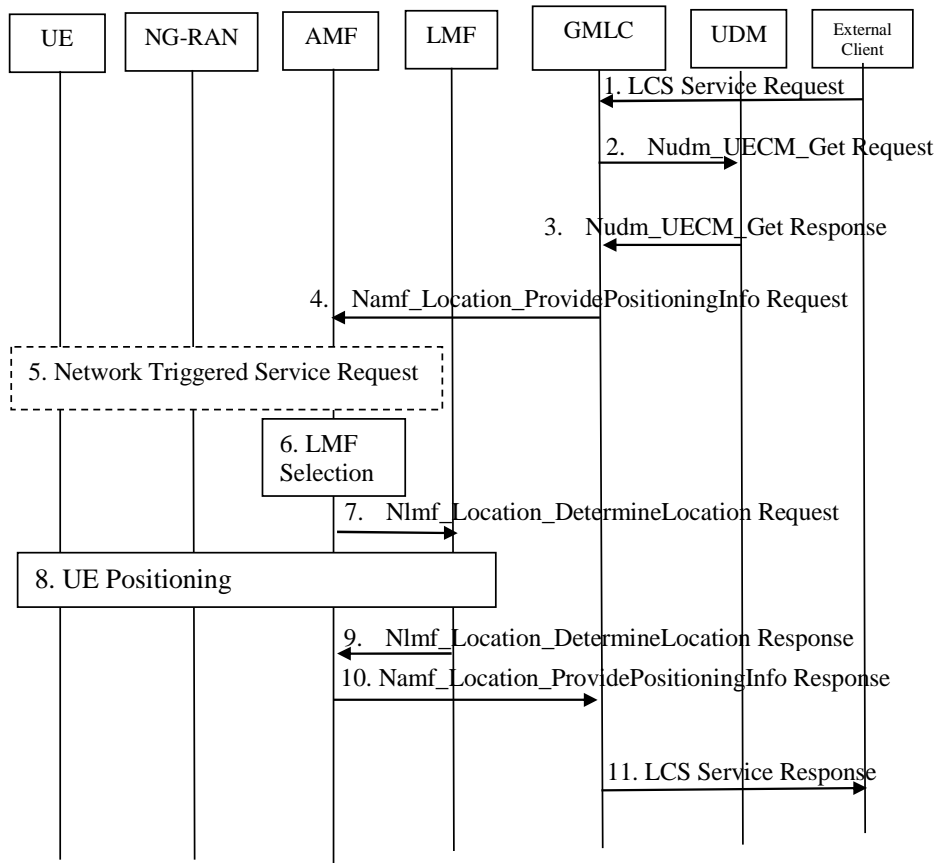 UE
NG-RAN
AMF
LMF
GMLC
UDM
External
Client
1. LCS Service Request
2. Nudm_UECM_Get Request
3. Nudm_UECM_Get Response
4. Namf_Location_ProvidePositioningInfo Request
5. Network Triggered Service Request
6. LMF
Selection
7. Nlmf_Location_DetermineLocation Request
8. UE Positioning
9. Nlmf_Location_DetermineLocation Response
10. Namf_Location_ProvidePositioningInfo Response
11. LCS Service Response